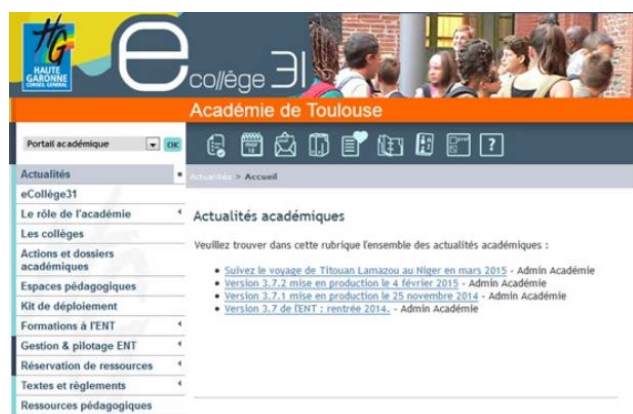 HG
HAUTE
GARONNE
CONSEIL GENERAL
e
co//ège 31
Académie de Toulouse
Portail académique
OK
Actualités
eCollège31
Le rôle de l'académie
Les collèges
Actions et dossiers
académiques
Espaces pédagogiques
Kit de déploiement
Formations à l'ENT
Gestion & pilotage ENT
Réservation de ressources
Textes et règlements
Ressources pédagogiques
?
Actualités > Accueil
Actualités académiques
Veuillez trouver dans cette rubrique l'ensemble des actualités académiques :
Suivez le voyage de Titouan Lamazou au Niger en mars 2015 - Admin Académie
Version 3.7.2 mise en production le 4 février 2015 - Admin Académie
Version 3.7.1 mise en production le 25 novembre 2014 - Admin Académie
Version 3.7 de l'ENT : rentrée 2014. - Admin Académie